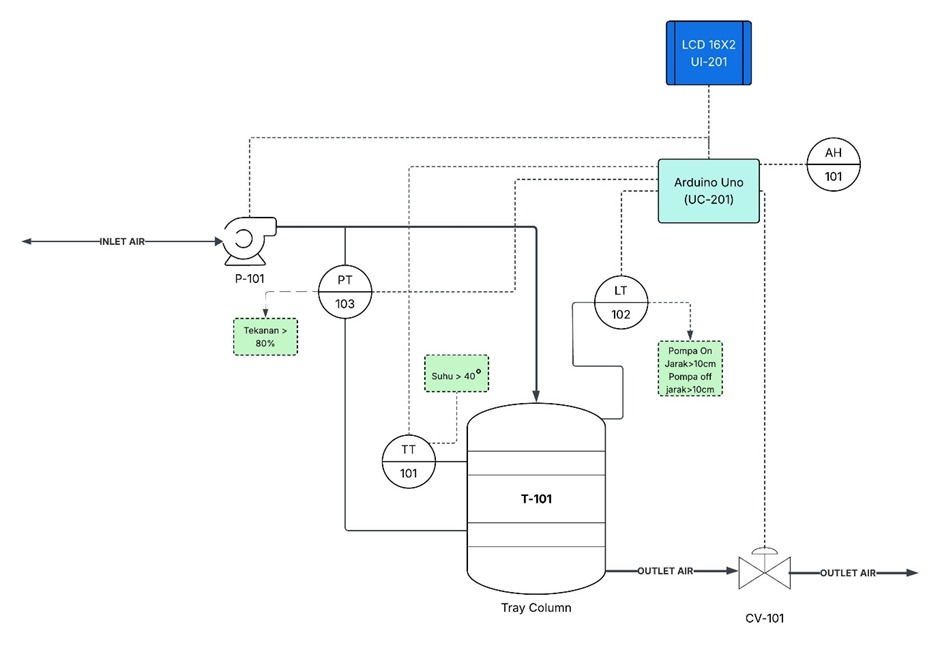 LCD 16X2
UI-201
AH
101
Arduino Uno
(UC-201)
INLET AIR
P-101
PT
103
LT
102
Tekanan >
80%
Pompa On
Jarak>10cm
Pompa off
jarak>10cm
Suhu > 40°
TT
101
T-101
OUTLET AIR
OUTLET AIR
Tray Column
CV-101